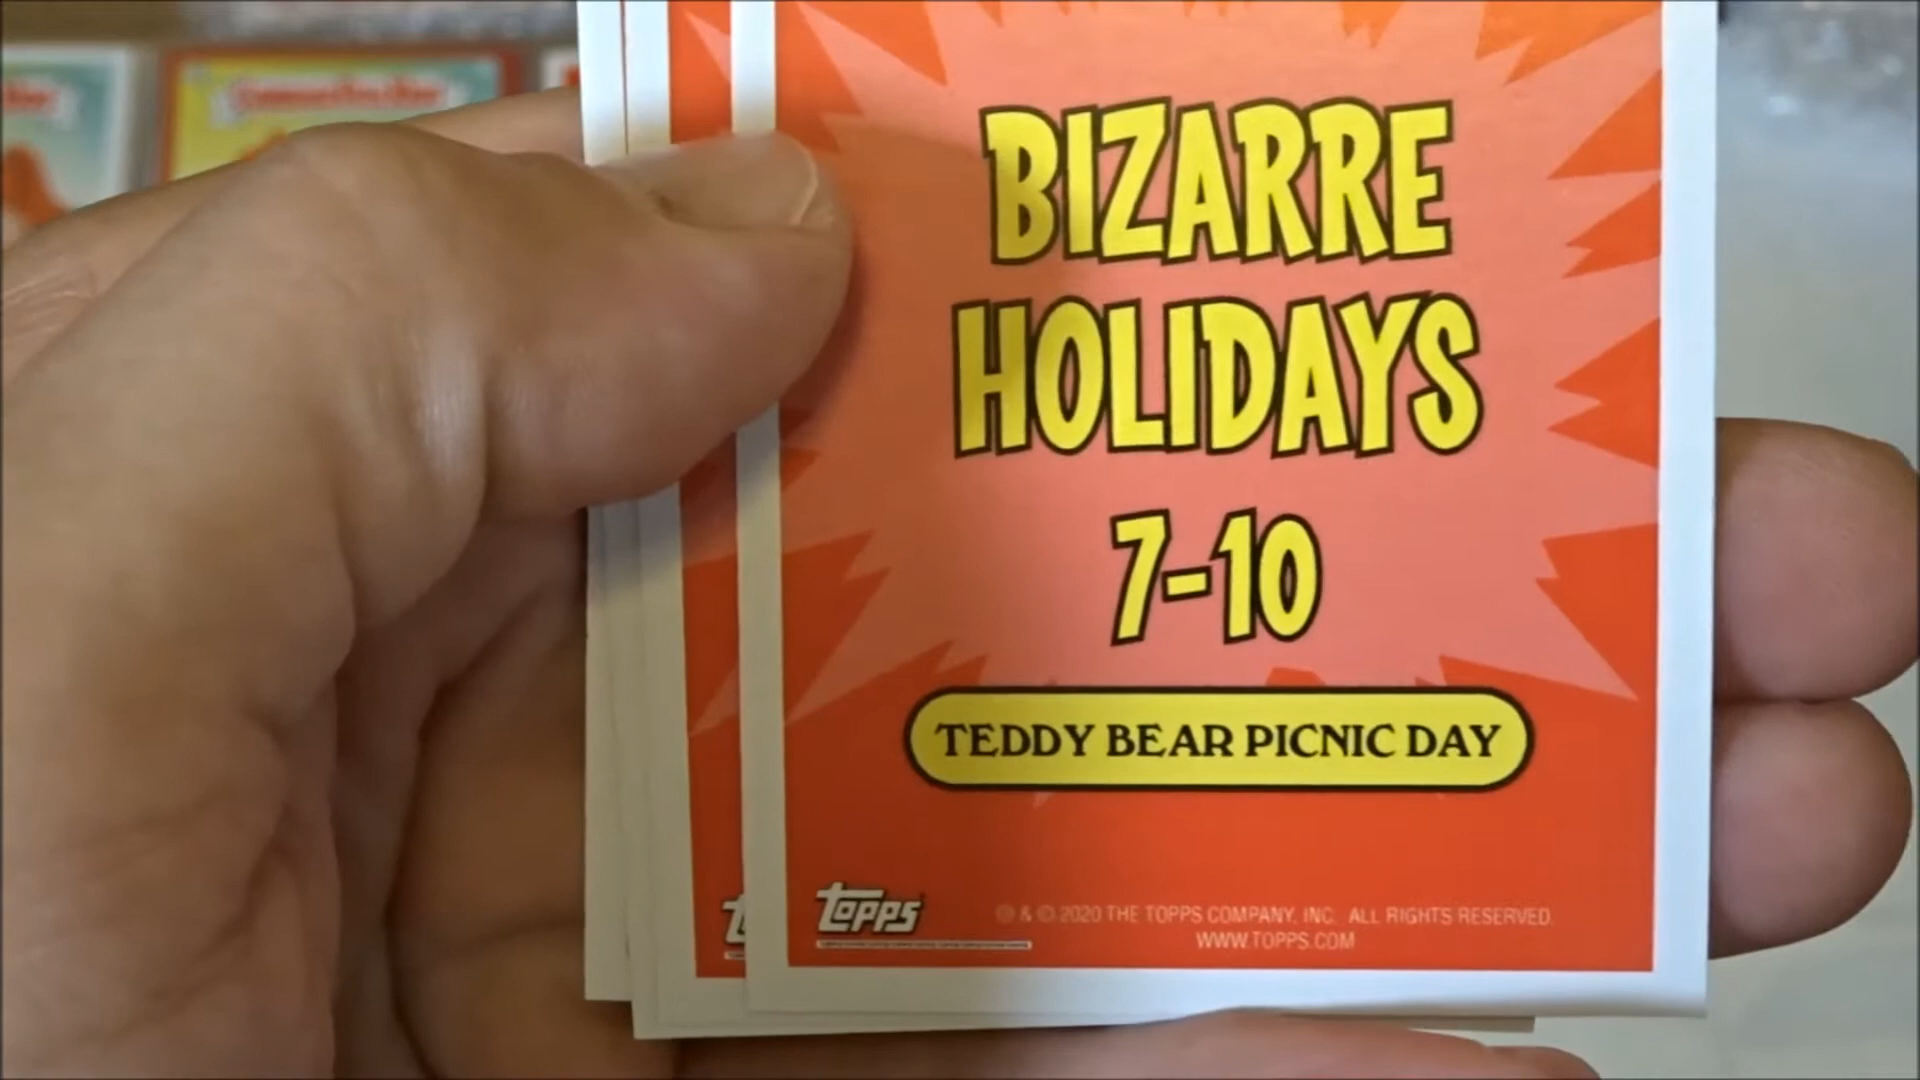 BIZARRE
HOLIDAYS
7-10
TEDDY BEAR PICNIC DAY
topps
© & © 2020 THE TOPPS COMPANY, INC. ALL RIGHTS RESERVED.
WWW.TOPPS.COM